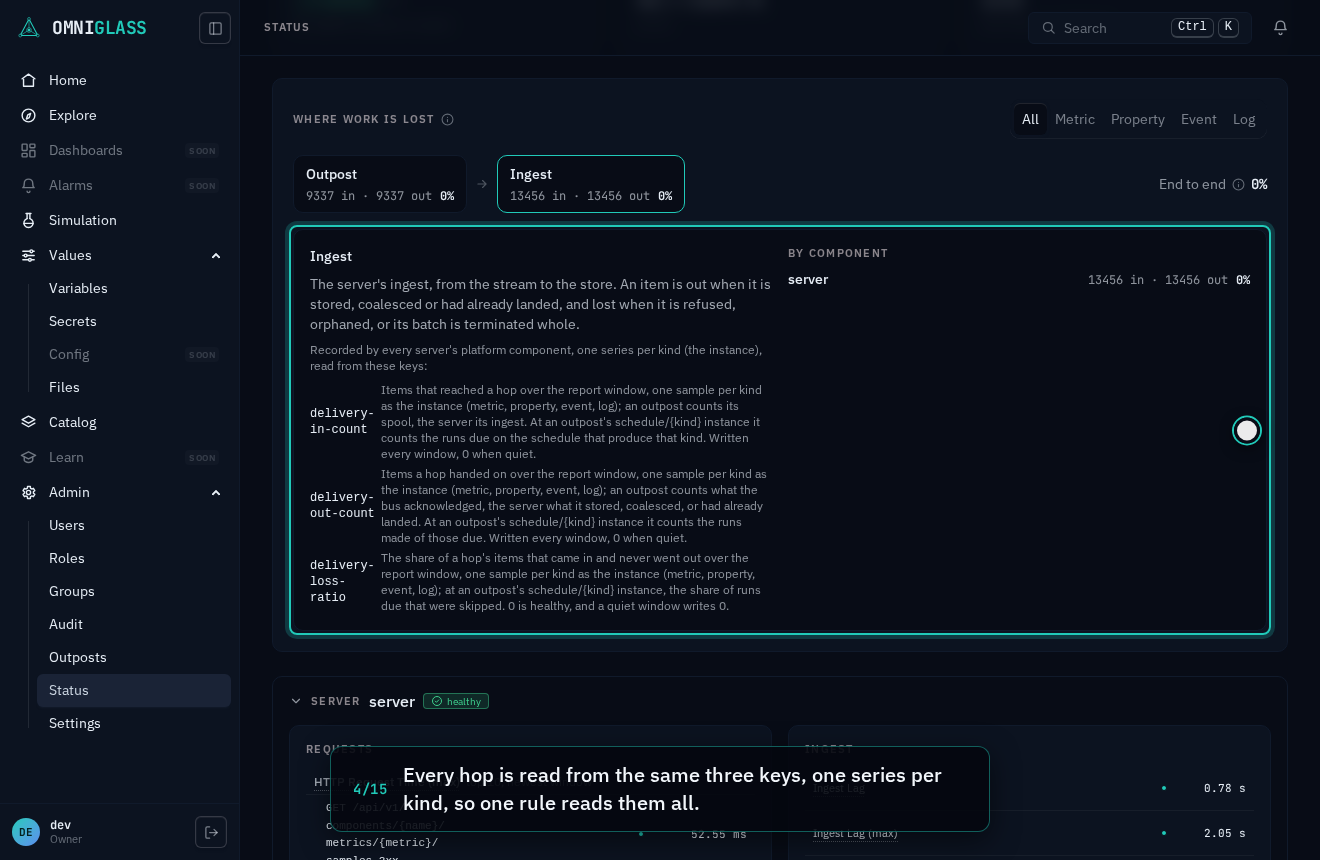 OMNIGLASS
STATUS
Search
Ctrl K
Home
Explore
Dashboards SOON
Alarms SOON
Simulation
Values
Variables
Secrets
Config SOON
Files
Catalog
Learn SOON
Admin
Users
Roles
Groups
Audit
Outposts
Status
Settings
DE
dev
Owner
WHERE WORK IS LOST
All Metric Property Event Log
Outpost
9337 in · 9337 out 0%
→
Ingest
13456 in · 13456 out 0%
End to end 0%
Ingest
The server's ingest, from the stream to the store. An item is out when it is
stored, coalesced or had already landed, and lost when it is refused,
orphaned, or its batch is terminated whole.
Recorded by every server's platform component, one series per kind (the instance),
read from these keys:
delivery-
in-count
Items that reached a hop over the report window, one sample per kind
as the instance (metric, property, event, log); an outpost counts its
spool, the server its ingest. At an outpost's schedule/{kind} instance it
counts the runs due on the schedule that produce that kind. Written
every window, 0 when quiet.
delivery-
out-count
Items a hop handed on over the report window, one sample per kind as
the instance (metric, property, event, log); an outpost counts what the
bus acknowledged, the server what it stored, coalesced, or had already
landed. At an outpost's schedule/{kind} instance it counts the runs
made of those due. Written every window, 0 when quiet.
delivery-
loss-
ratio
The share of a hop's items that came in and never went out over the
report window, one sample per kind as the instance (metric, property,
event, log); at an outpost's schedule/{kind} instance, the share of runs
due that were skipped. 0 is healthy, and a quiet window writes 0.
BY COMPONENT
server
13456 in · 13456 out 0%
SERVER server healthy
REQUESTS
GET /api/v1/
components/{name}/
metrics/{metric}/
samples 2xx
52.55 ms
INGEST
Ingest Lag
0.78 s
Ingest Lag (max)
2.05 s
4/15
Every hop is read from the same three keys, one series per
kind, so one rule reads them all.